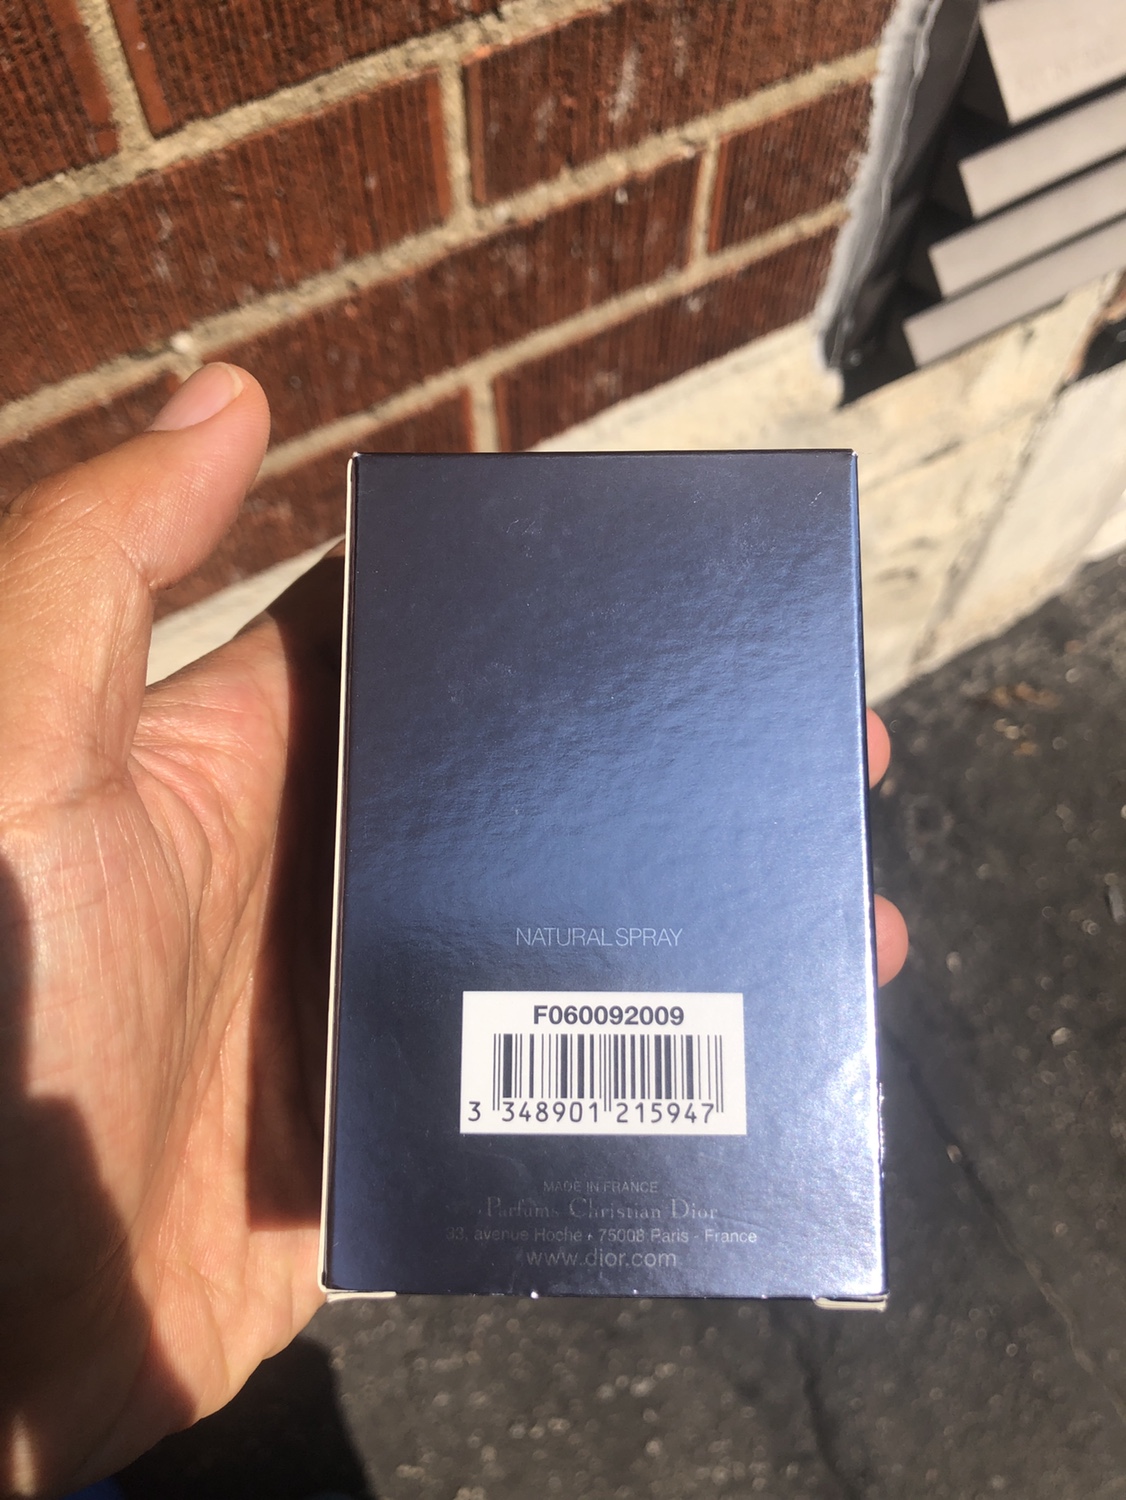 NATURAL SPRAY
F060092009
3 348901 215947
MADE IN FRANCE
Parfums Christian Dior
33, avenue Hoche • 75008 Paris - France
www.dior.com